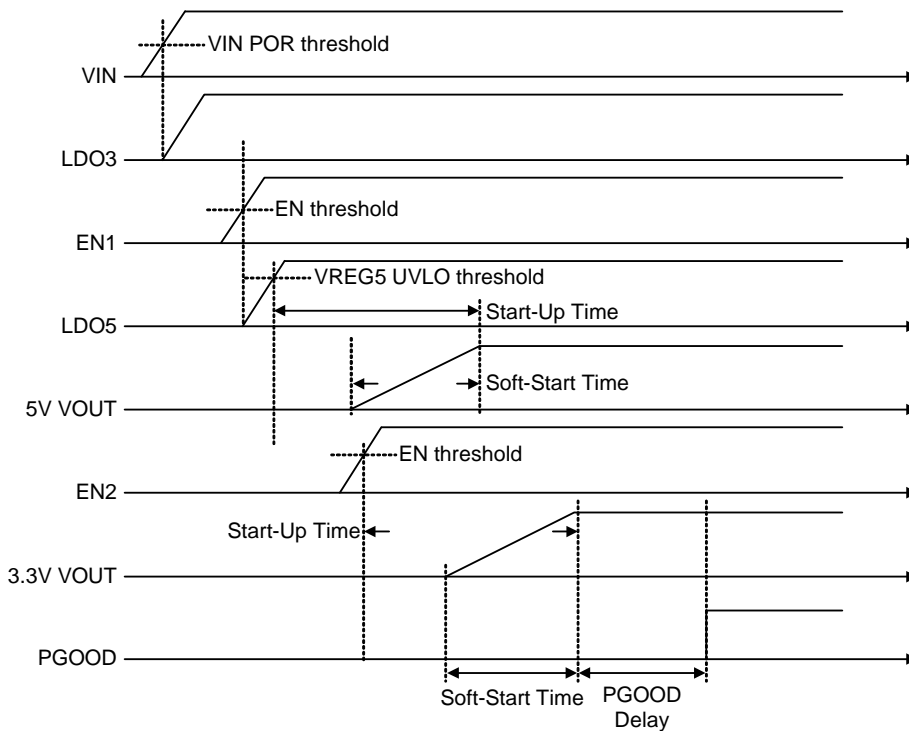 VIN POR threshold
VIN
LDO3
EN threshold
EN1
VREG5 UVLO threshold
Start-Up Time
LDO5
Soft-Start Time
5V VOUT
EN threshold
EN2
Start-Up Time
3.3V VOUT
PGOOD
Soft-Start Time
PGOOD
Delay